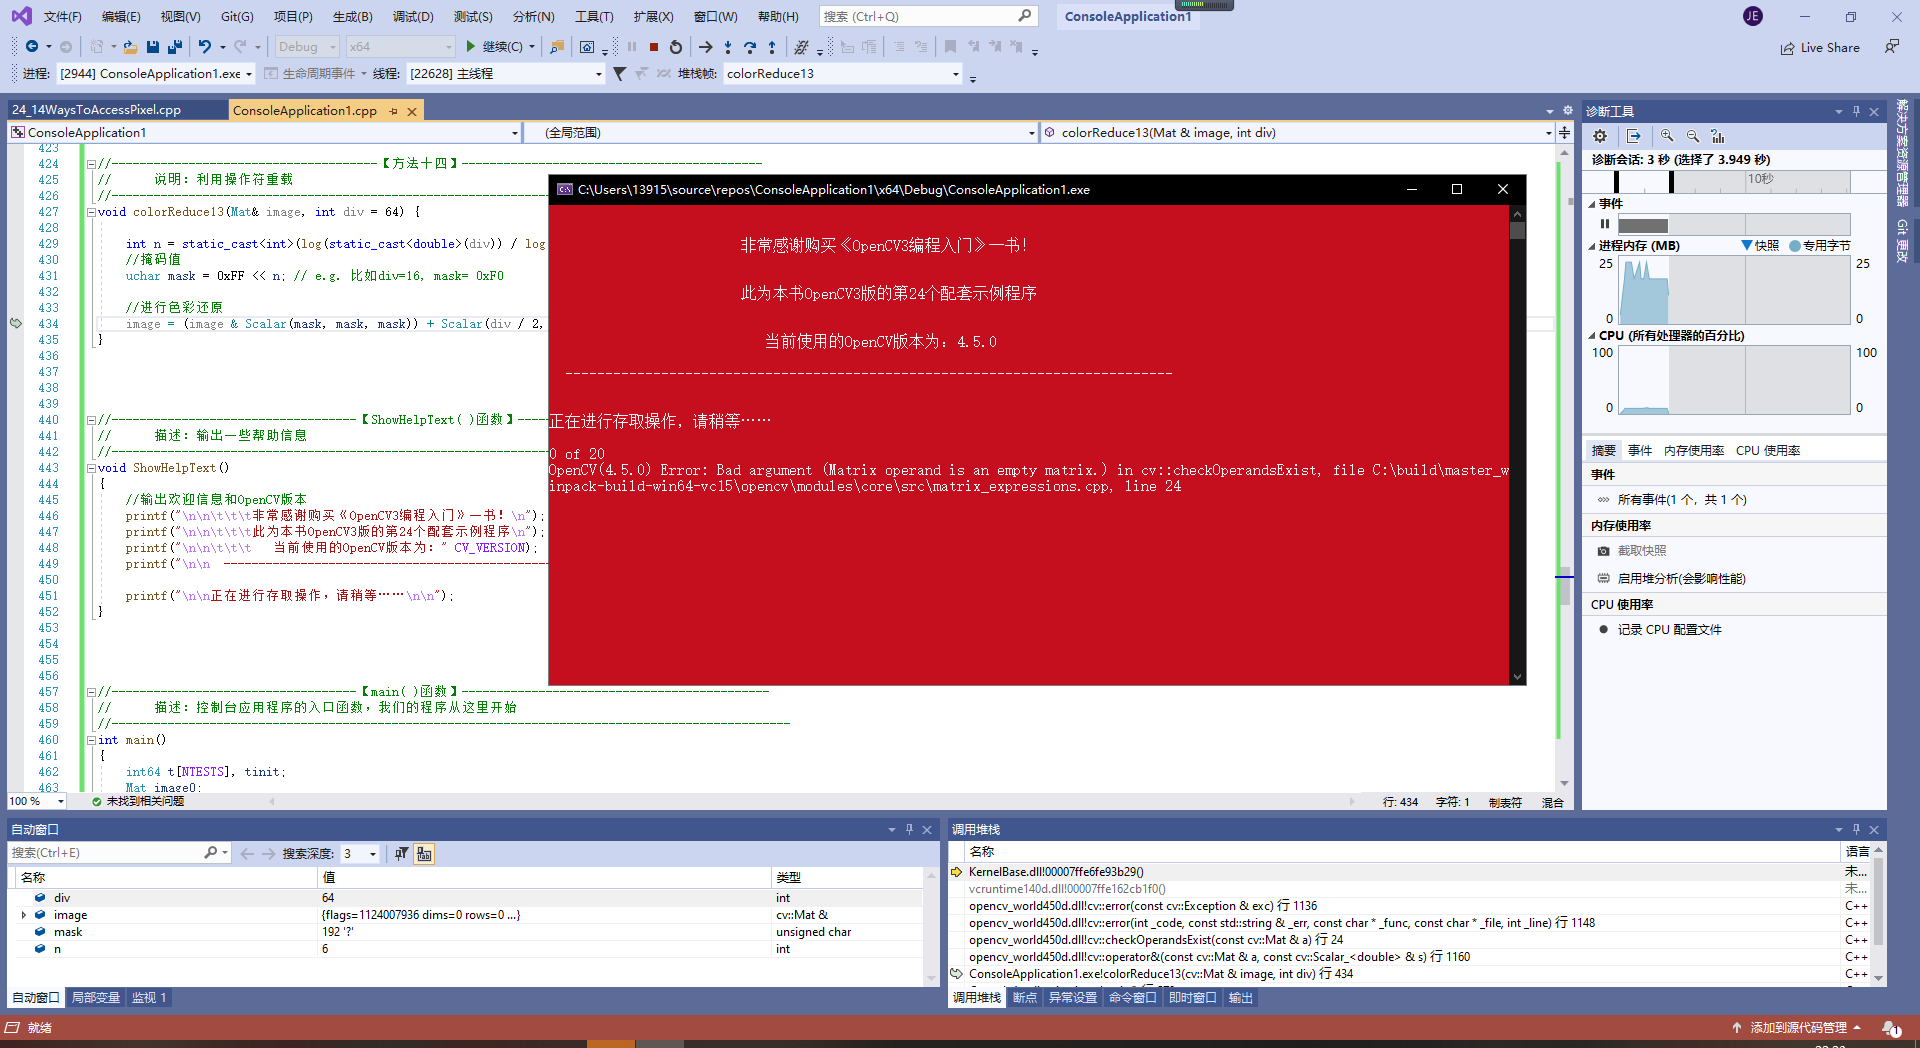 文件(F) 编辑(E) 视图(V) Git(G) 项目(P) 生成(B) 调试(D) 测试(S) 分析(N) 工具(T) 扩展(X) 窗口(W) 帮助(H) 搜索 (Ctrl+Q) ConsoleApplication1 JE
Debug x64 继续(C) Live Share
进程: [2944] ConsoleApplication1.exe 生命周期事件 线程: [22628] 主线程 堆栈帧: colorReduce13
24_14WaysToAccessPixel.cpp ConsoleApplication1.cpp
ConsoleApplication1 (全局范围) colorReduce13(Mat & image, int div)
423
424 //--------------------------------------【方法十四】-------------------------------------------
425 // 说明：利用操作符重载
426 //--------------------------------------------------------------
427 void colorReduce13(Mat& image, int div = 64) {
428
429 int n = static_cast<int>(log(static_cast<double>(div)) / log
430 //掩码值
431 uchar mask = 0xFF << n; // e.g. 比如div=16, mask= 0xF0
432
433 //进行色彩还原
434 image = (image & Scalar(mask, mask, mask)) + Scalar(div / 2,
435 }
436
437
438
439
440 //-----------------------------------【ShowHelpText( )函数】-----
441 // 描述：输出一些帮助信息
442 //--------------------------------------------------------------
443 void ShowHelpText()
444 {
445 //输出欢迎信息和OpenCV版本
446 printf("\n\n\t\t\t非常感谢购买《OpenCV3编程入门》一书！\n");
447 printf("\n\n\t\t\t此为本书OpenCV3版的第24个配套示例程序\n");
448 printf("\n\n\t\t\t 当前使用的OpenCV版本为：" CV_VERSION);
449 printf("\n\n -----------------------------------------------
450
451 printf("\n\n正在进行存取操作，请稍等……\n\n");
452 }
453
454
455
456
457 //-----------------------------------【main( )函数】--------------------------------------------
458 // 描述：控制台应用程序的入口函数，我们的程序从这里开始
459 //-------------------------------------------------------------------------------------------------
460 int main()
461 {
462 int64 t[NTESTS], tinit;
463 Mat image0;
100 % 未找到相关问题 行: 434 字符: 1 制表符 混合
C:\Users\13915\source\repos\ConsoleApplication1\x64\Debug\ConsoleApplication1.exe
非常感谢购买《OpenCV3编程入门》一书！
此为本书OpenCV3版的第24个配套示例程序
当前使用的OpenCV版本为：4.5.0
----------------------------------------------------------------------------
正在进行存取操作，请稍等……
0 of 20
OpenCV(4.5.0) Error: Bad argument (Matrix operand is an empty matrix.) in cv::checkOperandsExist, file C:\build\master_w
inpack-build-win64-vc15\opencv\modules\core\src\matrix_expressions.cpp, line 24
诊断工具
诊断会话: 3 秒 (选择了 3.949 秒)
10秒
事件
进程内存 (MB) 快照 专用字节
25 25
0 0
CPU (所有处理器的百分比)
100 100
0 0
摘要 事件 内存使用率 CPU 使用率
事件
所有事件(1 个，共 1 个)
内存使用率
截取快照
启用堆分析(会影响性能)
CPU 使用率
记录 CPU 配置文件
解决方案资源管理器
Git 更改
自动窗口
搜索(Ctrl+E) 搜索深度: 3
名称 值 类型
div 64 int
image {flags=1124007936 dims=0 rows=0 ...} cv::Mat &
mask 192 '?' unsigned char
n 6 int
自动窗口 局部变量 监视 1
调用堆栈
名称 语言
KernelBase.dll!00007ffe6fe93b29() 未...
vcruntime140d.dll!00007ffe162cb1f0() 未...
opencv_world450d.dll!cv::error(const cv::Exception & exc) 行 1136 C++
opencv_world450d.dll!cv::error(int _code, const std::string & _err, const char * _func, const char * _file, int _line) 行 1148 C++
opencv_world450d.dll!cv::checkOperandsExist(const cv::Mat & a) 行 24 C++
opencv_world450d.dll!cv::operator&(const cv::Mat & a, const cv::Scalar_<double> & s) 行 1160 C++
ConsoleApplication1.exe!colorReduce13(cv::Mat & image, int div) 行 434 C++
调用堆栈 断点 异常设置 命令窗口 即时窗口 输出
就绪 添加到源代码管理 1